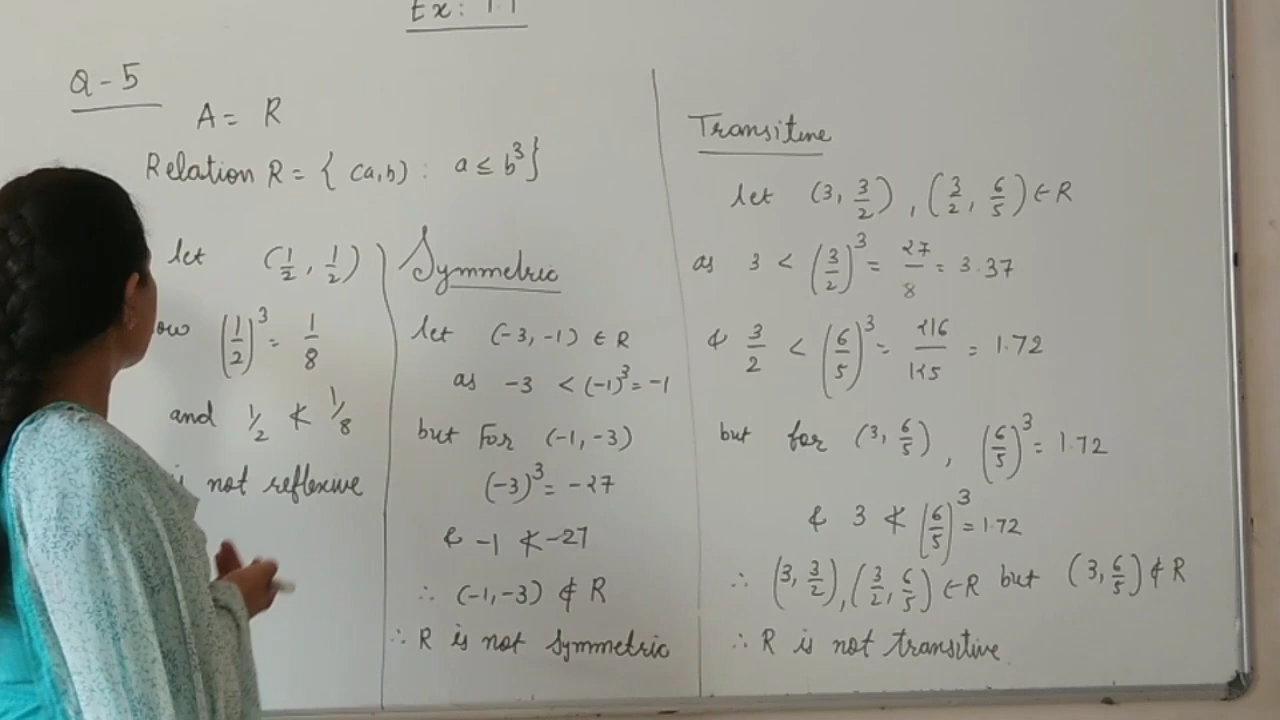 Ex: 1.1
Q-5
A = R
Relation R = { (a,b) : a ≤ b³}
let (1/2, 1/2)
(1/2)³ = 1/8
and 1/2 ≮ 1/8
not reflexive
Symmetric
let (-3, -1) ∈ R
as -3 < (-1)³ = -1
but For (-1, -3)
(-3)³ = -27
& -1 ≮ -27
∴ (-1, -3) ∉ R
∴ R is not symmetric
Transitive
let (3, 3/2), (3/2, 6/5) ∈ R
as 3 < (3/2)³ = 27/8 = 3.37
& 3/2 < (6/5)³ = 216/125 = 1.72
but for (3, 6/5), (6/5)³ = 1.72
& 3 ≮ (6/5)³ = 1.72
∴ (3, 3/2), (3/2, 6/5) ∈ R but (3, 6/5) ∉ R
∴ R is not transitive.